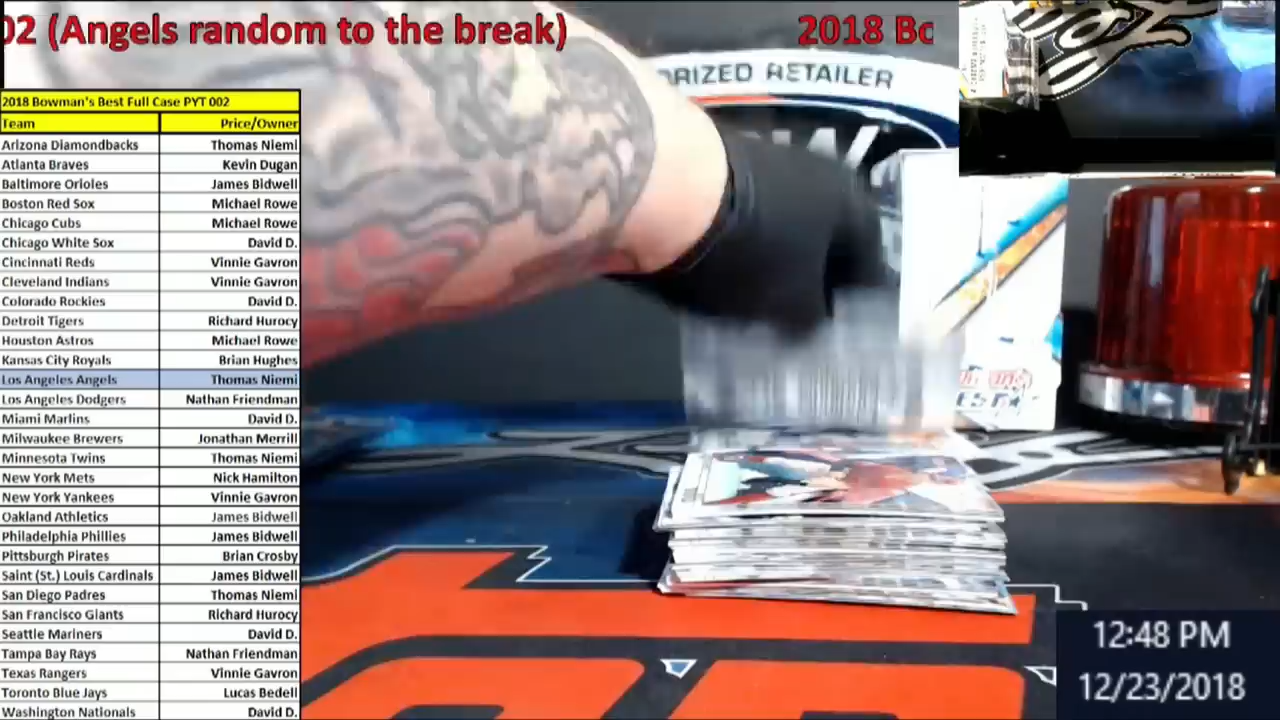 02 (Angels random to the break)
2018 Bc
ORIZED RETAILER
2018 Bowman's Best Full Case PYT 002
Team Price/Owner
Arizona Diamondbacks Thomas Niemi
Atlanta Braves Kevin Dugan
Baltimore Orioles James Bidwell
Boston Red Sox Michael Rowe
Chicago Cubs Michael Rowe
Chicago White Sox David D.
Cincinnati Reds Vinnie Gavron
Cleveland Indians Vinnie Gavron
Colorado Rockies David D.
Detroit Tigers Richard Hurocy
Houston Astros Michael Rowe
Kansas City Royals Brian Hughes
Los Angeles Angels Thomas Niemi
Los Angeles Dodgers Nathan Friendman
Miami Marlins David D.
Milwaukee Brewers Jonathan Merrill
Minnesota Twins Thomas Niemi
New York Mets Nick Hamilton
New York Yankees Vinnie Gavron
Oakland Athletics James Bidwell
Philadelphia Phillies James Bidwell
Pittsburgh Pirates Brian Crosby
Saint (St.) Louis Cardinals James Bidwell
San Diego Padres Thomas Niemi
San Francisco Giants Richard Hurocy
Seattle Mariners David D.
Tampa Bay Rays Nathan Friendman
Texas Rangers Vinnie Gavron
Toronto Blue Jays Lucas Bedell
Washington Nationals David D.
12:48 PM
12/23/2018